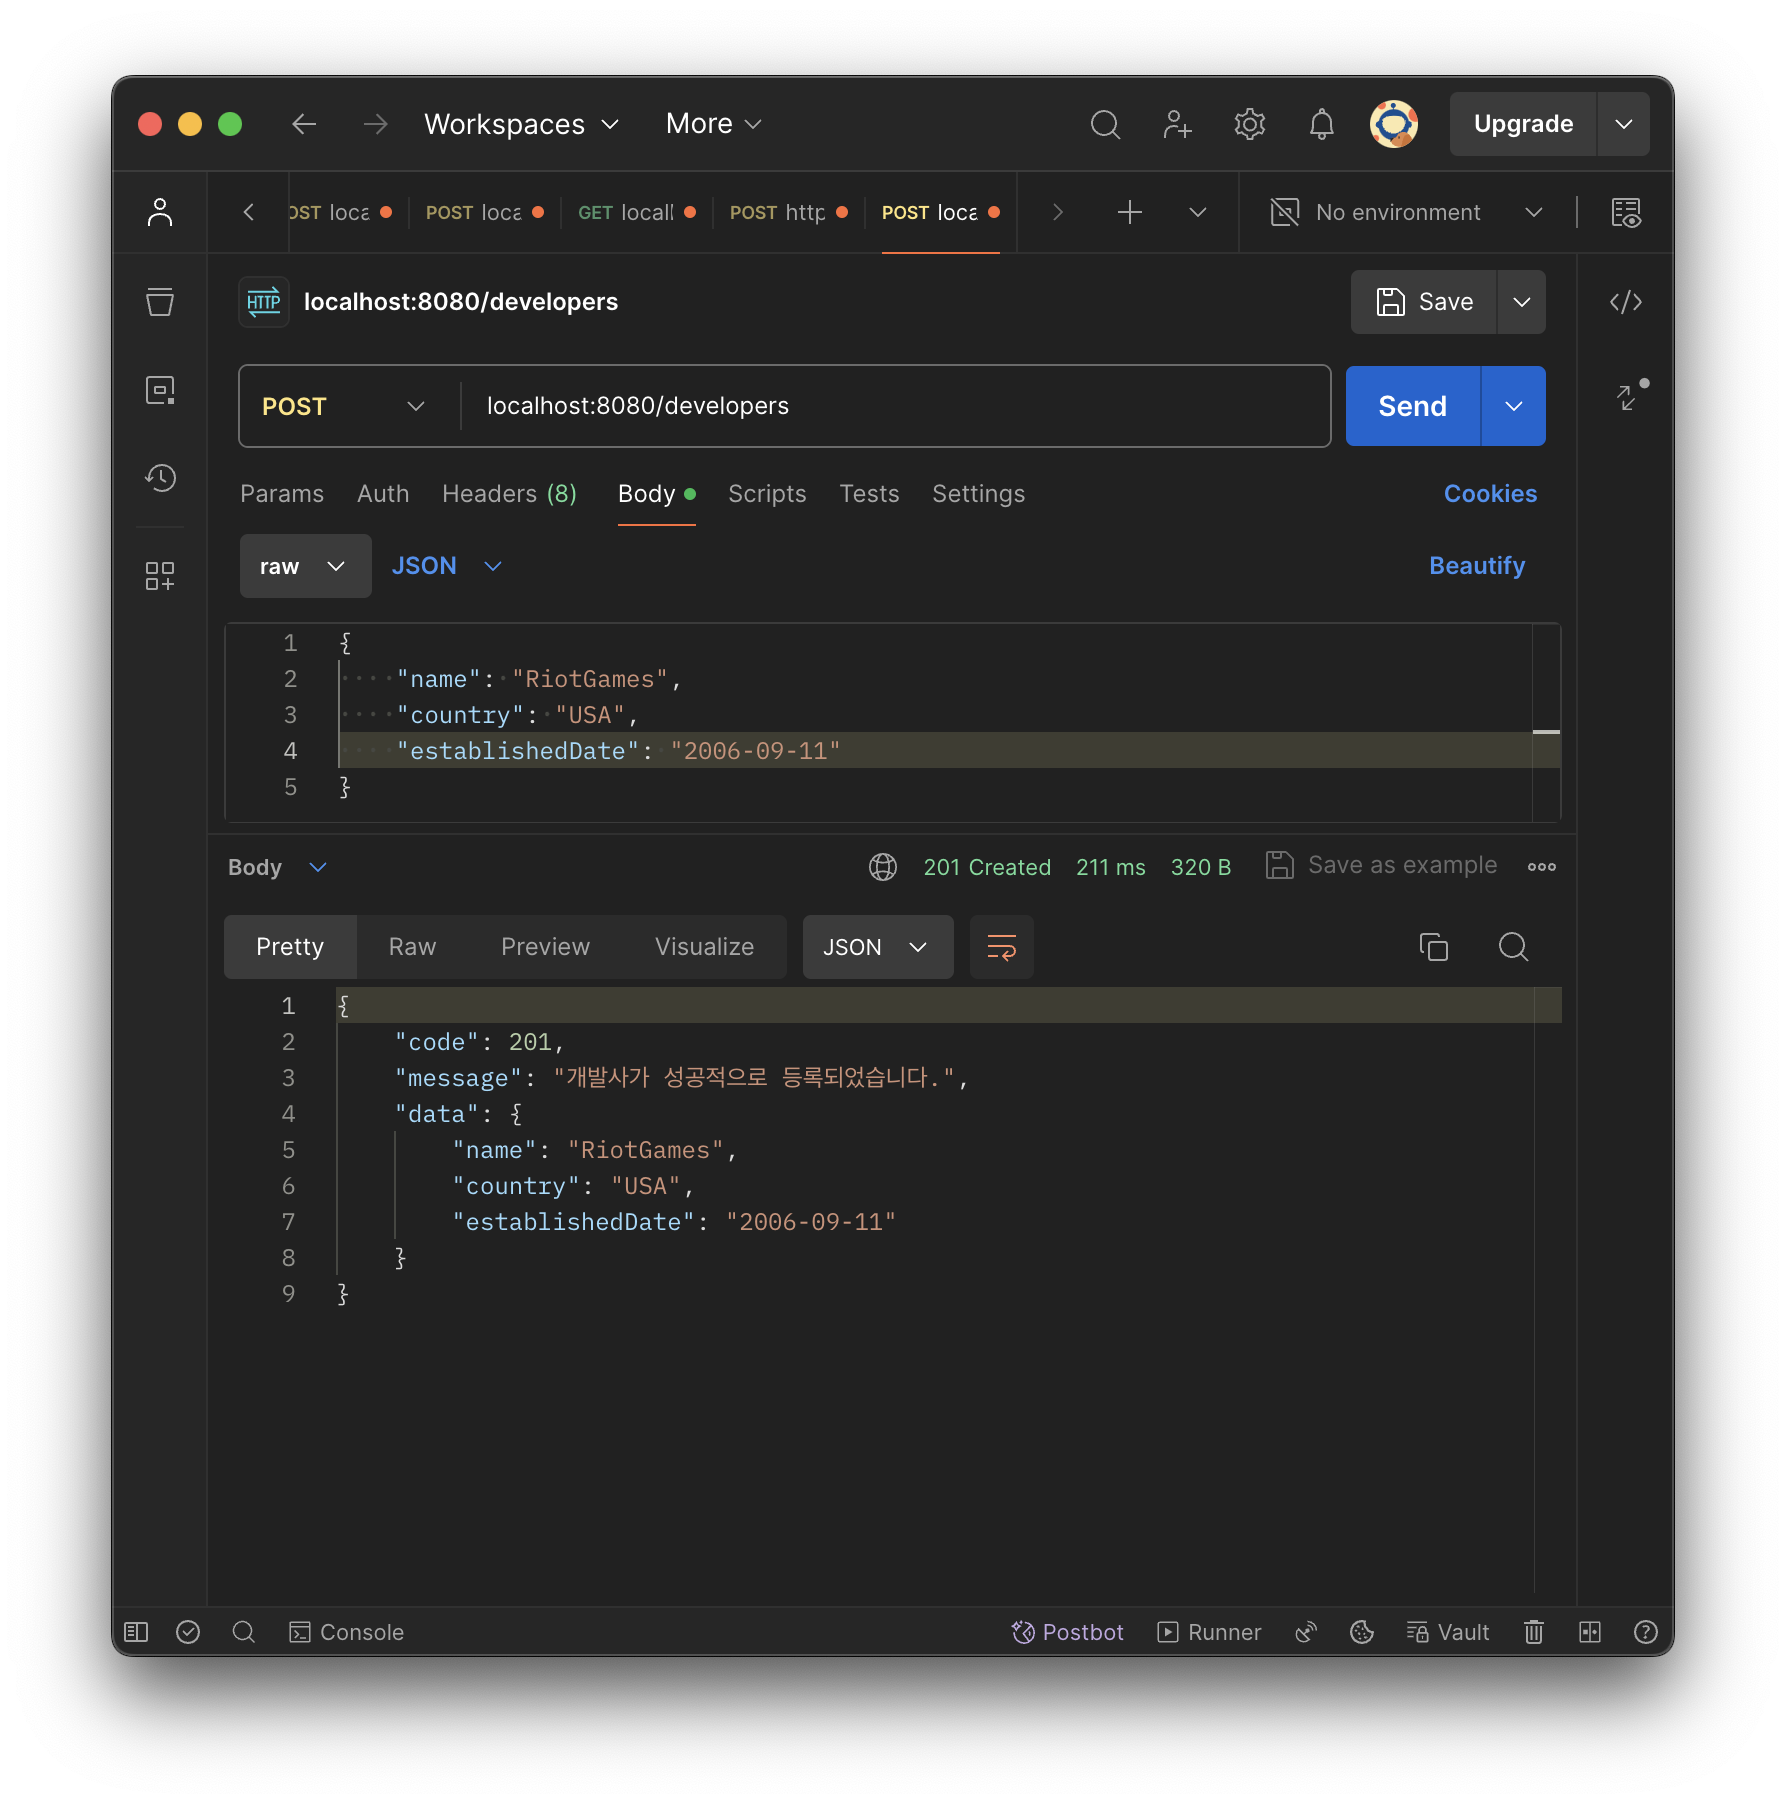 Workspaces More Upgrade
OST loca POST loca GET locall POST http POST loca No environment
HTTP localhost:8080/developers Save
POST localhost:8080/developers Send
Params Auth Headers (8) Body Scripts Tests Settings Cookies
raw JSON Beautify
1 {
2 "name": "RiotGames",
3 "country": "USA",
4 "establishedDate": "2006-09-11"
5 }
Body 201 Created 211 ms 320 B Save as example
Pretty Raw Preview Visualize JSON
1 {
2 "code": 201,
3 "message": "개발사가 성공적으로 등록되었습니다.",
4 "data": {
5 "name": "RiotGames",
6 "country": "USA",
7 "establishedDate": "2006-09-11"
8 }
9 }
Console Postbot Runner Vault